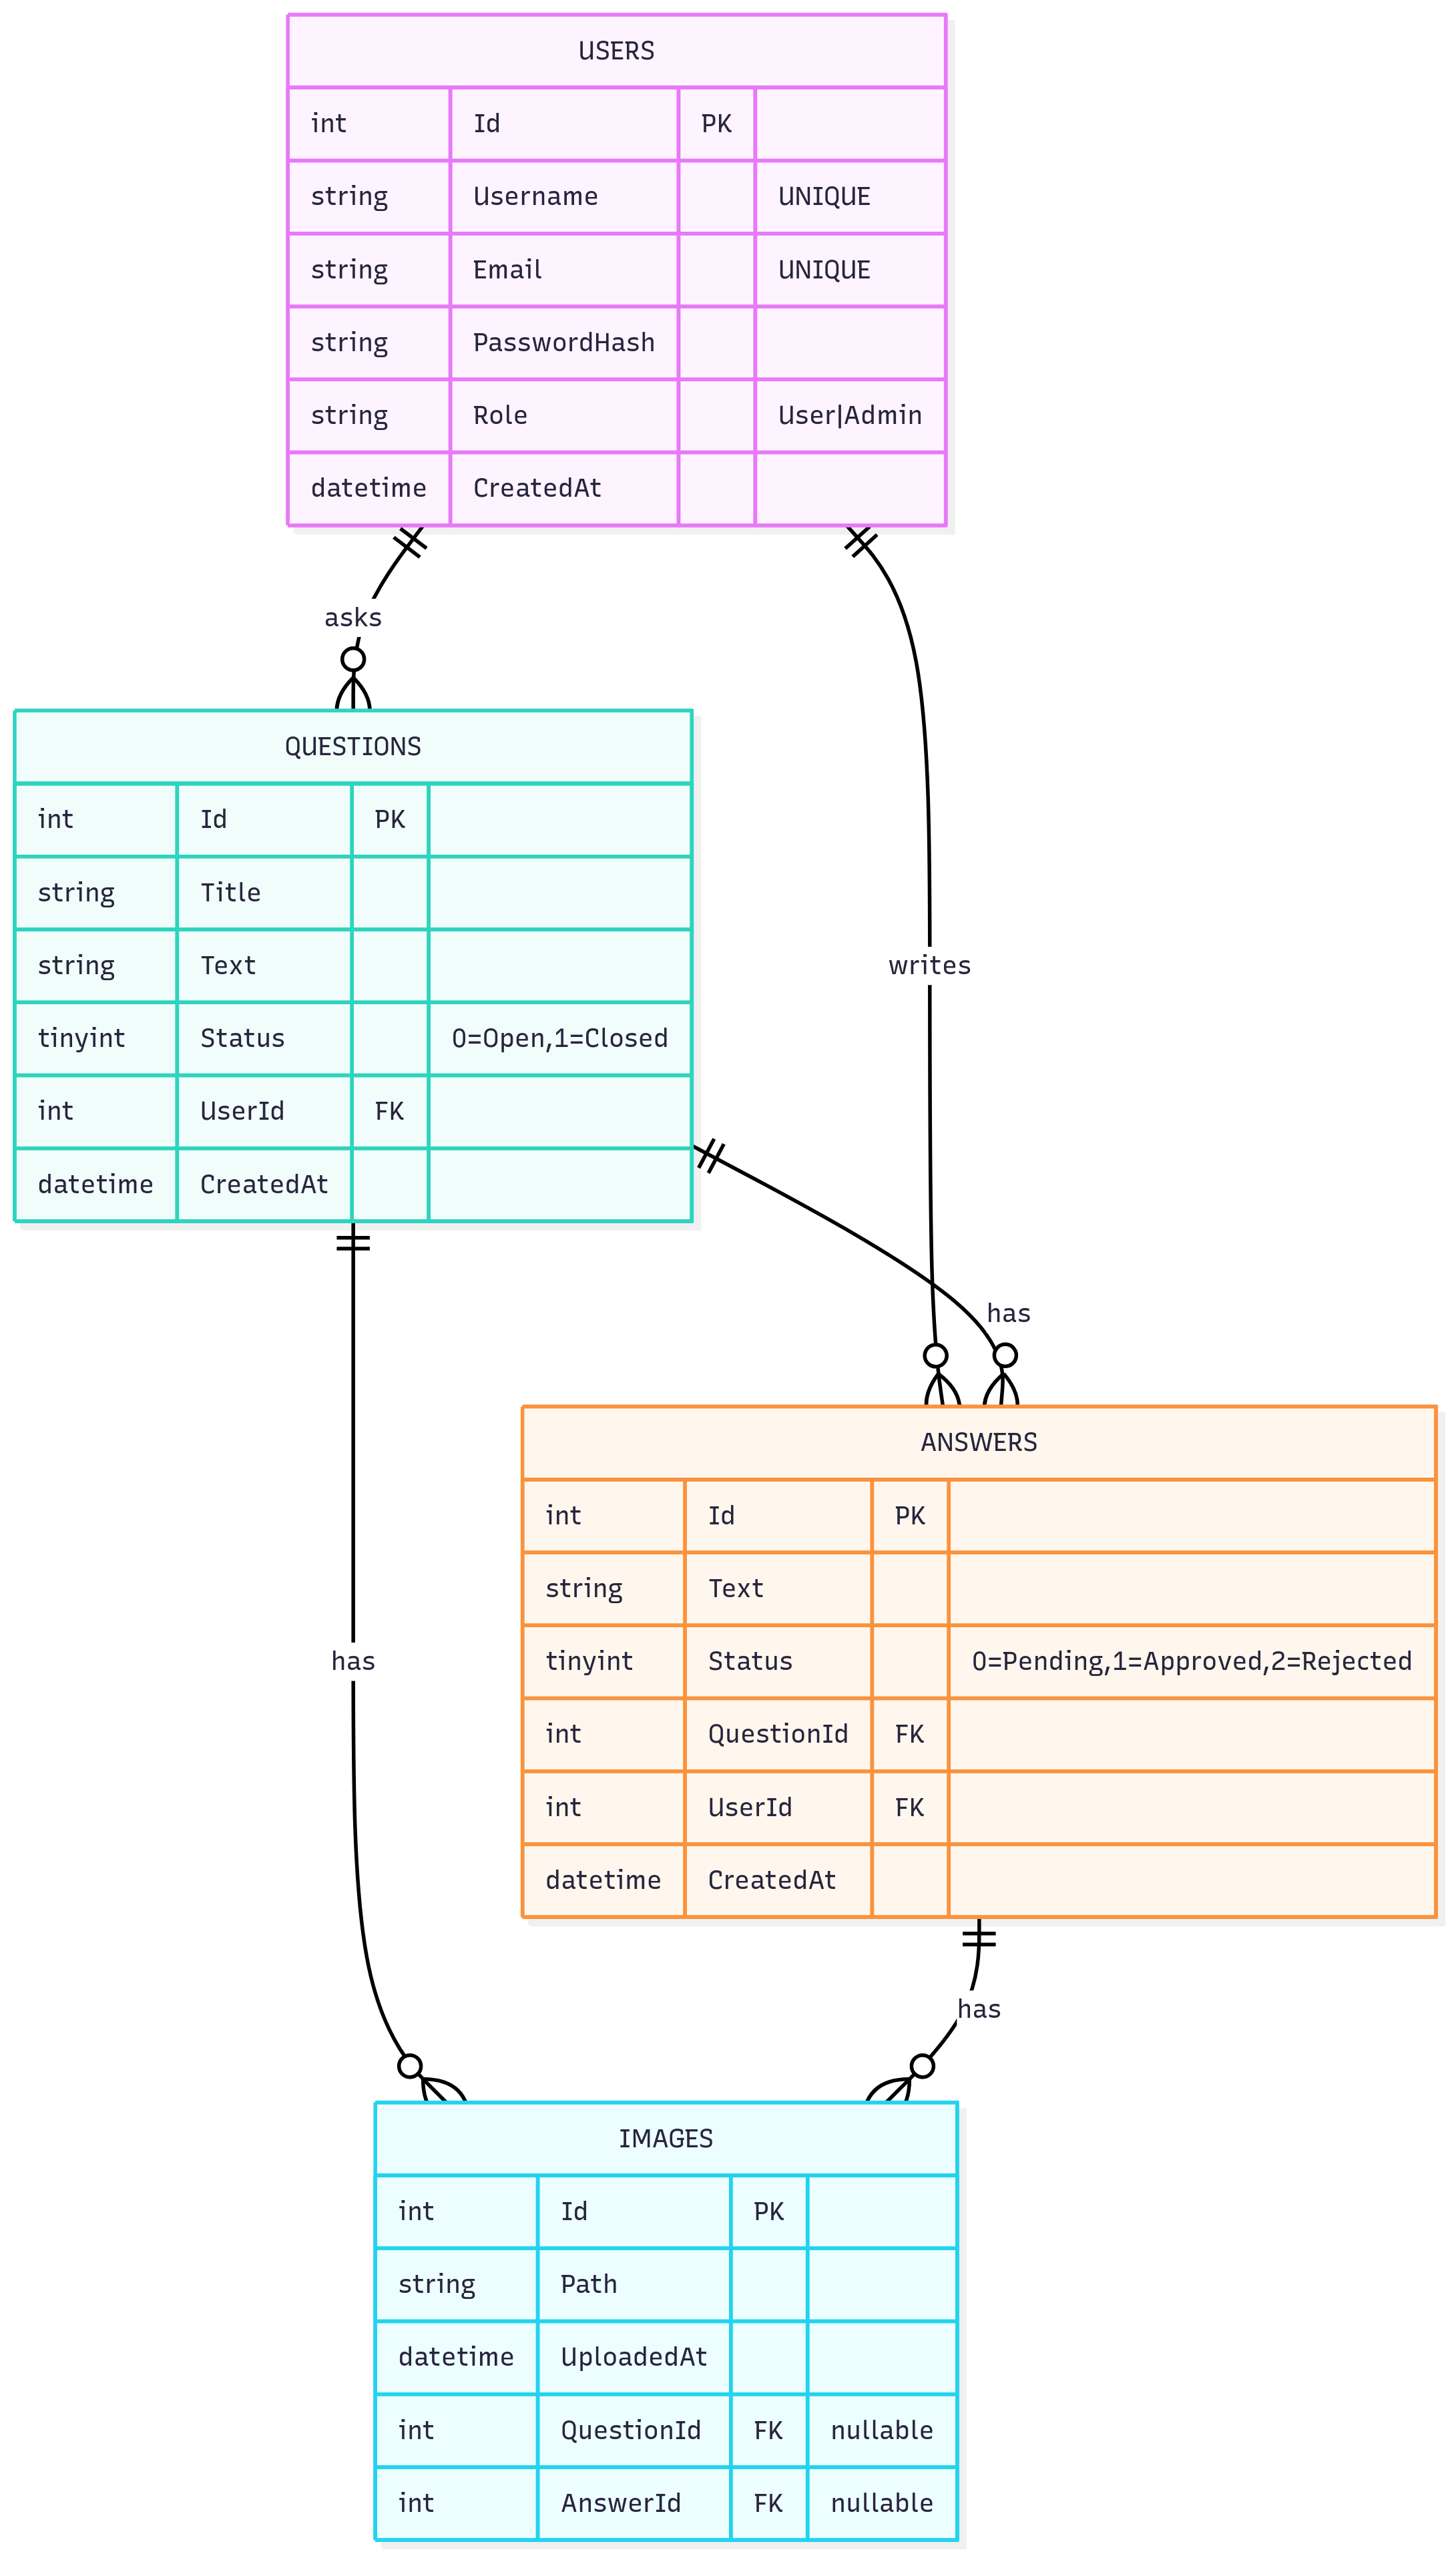 USERS
int Id PK
string Username UNIQUE
string Email UNIQUE
string PasswordHash
string Role User|Admin
datetime CreatedAt
asks
QUESTIONS
int Id PK
string Title
string Text
tinyint Status 0=Open,1=Closed
int UserId FK
datetime CreatedAt
writes
has
ANSWERS
int Id PK
string Text
tinyint Status 0=Pending,1=Approved,2=Rejected
int QuestionId FK
int UserId FK
datetime CreatedAt
has
has
IMAGES
int Id PK
string Path
datetime UploadedAt
int QuestionId FK nullable
int AnswerId FK nullable